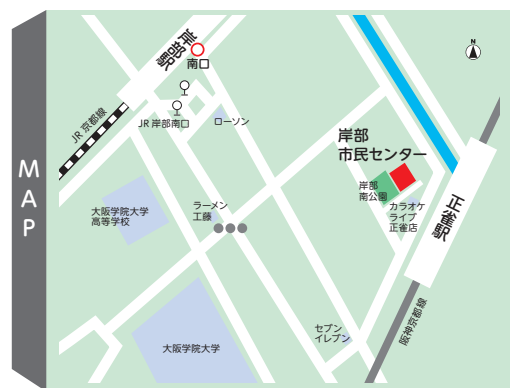 MAP
岸部駅
南口
N
JR 京都線
JR 岸部南口
ローソン
岸部
市民センター
岸部
南公園
カラオケ
ライブ
正雀店
正雀駅
大阪学院大学
高等学校
ラーメン
工藤
阪神京都線
セブン
イレブン
大阪学院大学